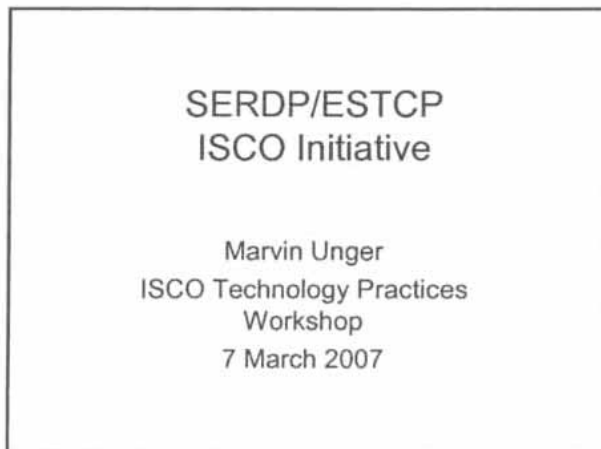 SERDP/ESTCP
ISCO Initiative
Marvin Unger
ISCO Technology Practices
Workshop
7 March 2007